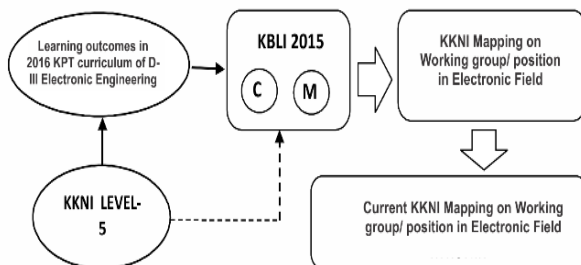 Learning outcomes in
2016 KPT curriculum of D-
III Electronic Engineering
KBLI 2015
C
M
KKNI Mapping on
Working group/ position
in Electronic Field
KKNI LEVEL-
5
Current KKNI Mapping on Working
group/ position in Electronic Field